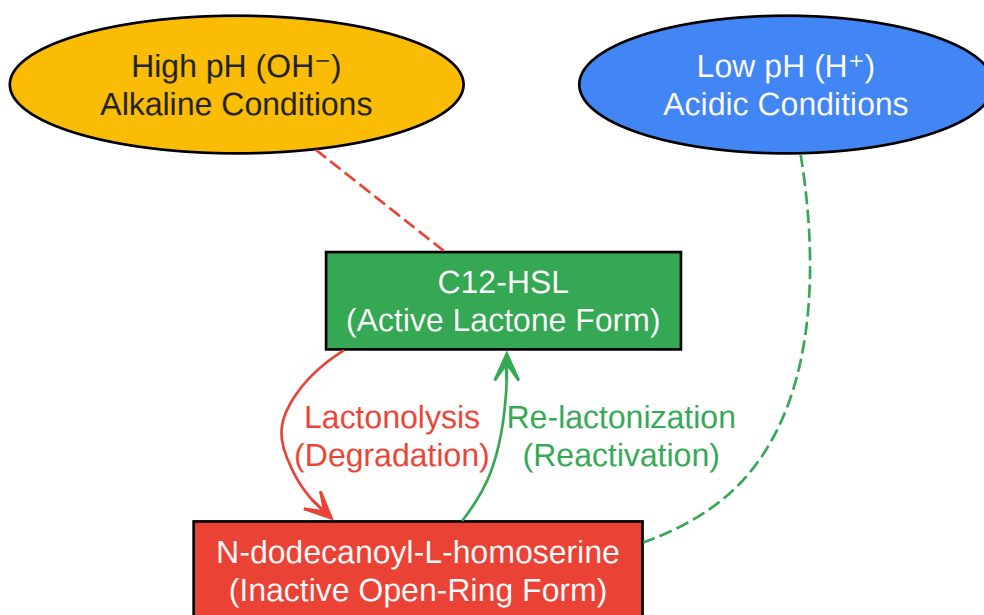 High pH (OH⁻)
Alkaline Conditions
Low pH (H⁺)
Acidic Conditions
C12-HSL
(Active Lactone Form)
Lactonolysis
(Degradation)
Re-lactonization
(Reactivation)
N-dodecanoyl-L-homoserine
(Inactive Open-Ring Form)